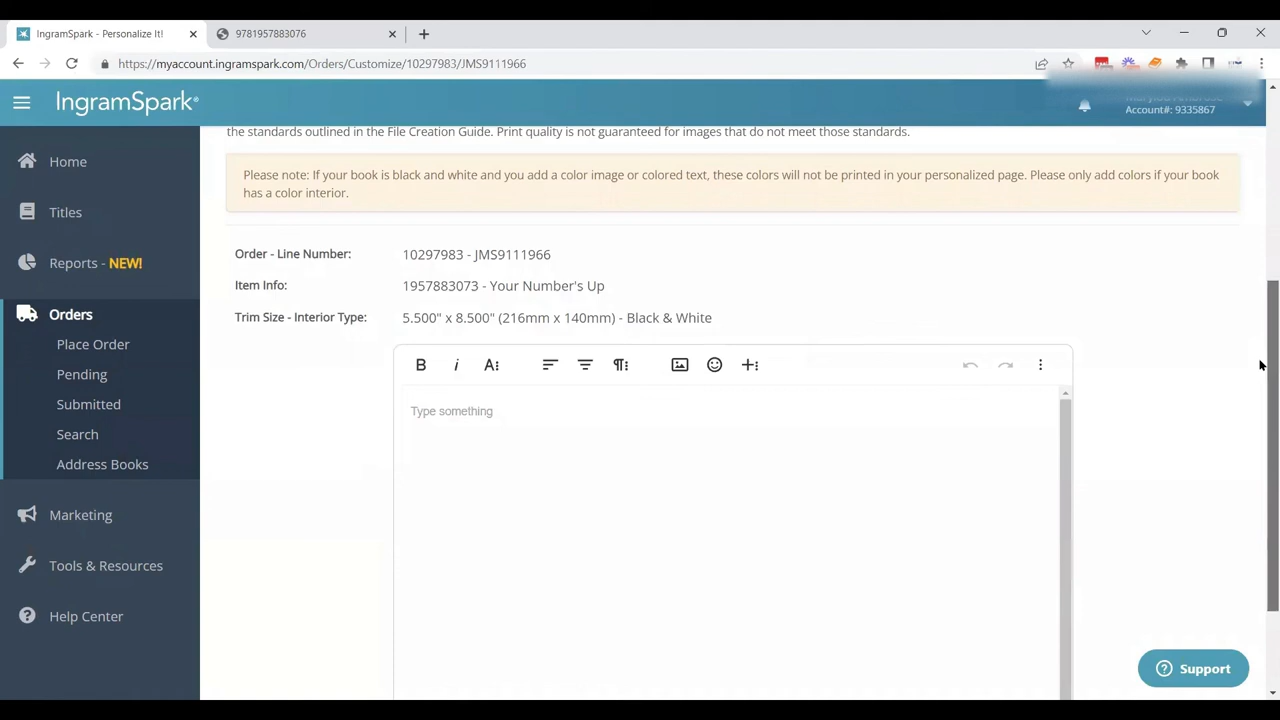 IngramSpark - Personalize It!
9781957883076
https://myaccount.ingramspark.com/Orders/Customize/10297983/JMS9111966
IngramSpark®
Account#: 9335867
Home
Titles
Reports - NEW!
Orders
Place Order
Pending
Submitted
Search
Address Books
Marketing
Tools & Resources
Help Center
the standards outlined in the File Creation Guide. Print quality is not guaranteed for images that do not meet those standards.
Please note: If your book is black and white and you add a color image or colored text, these colors will not be printed in your personalized page. Please only add colors if your book
has a color interior.
Order - Line Number: 10297983 - JMS9111966
Item Info: 1957883073 - Your Number's Up
Trim Size - Interior Type: 5.500" x 8.500" (216mm x 140mm) - Black & White
B i A
Type something
Support